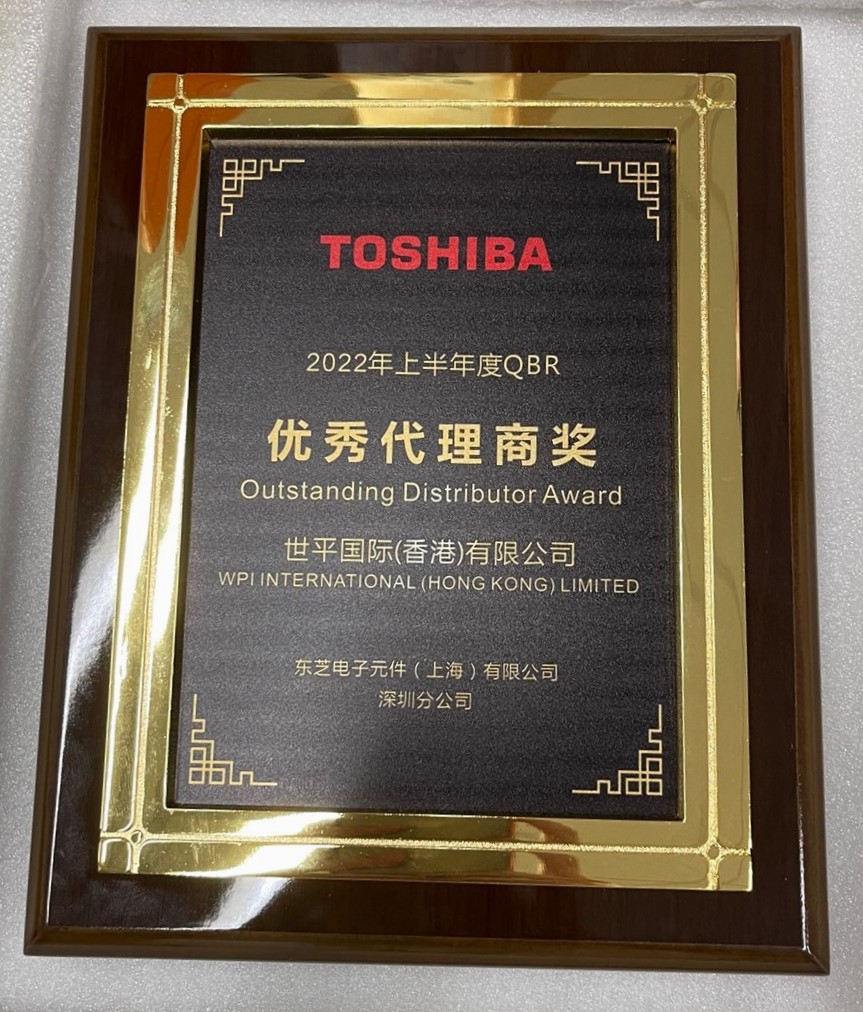 TOSHIBA
2022年上半年度QBR
优秀代理商奖
Outstanding Distributor Award
世平国际(香港)有限公司
WPI INTERNATIONAL (HONG KONG) LIMITED
东芝电子元件（上海）有限公司
深圳分公司